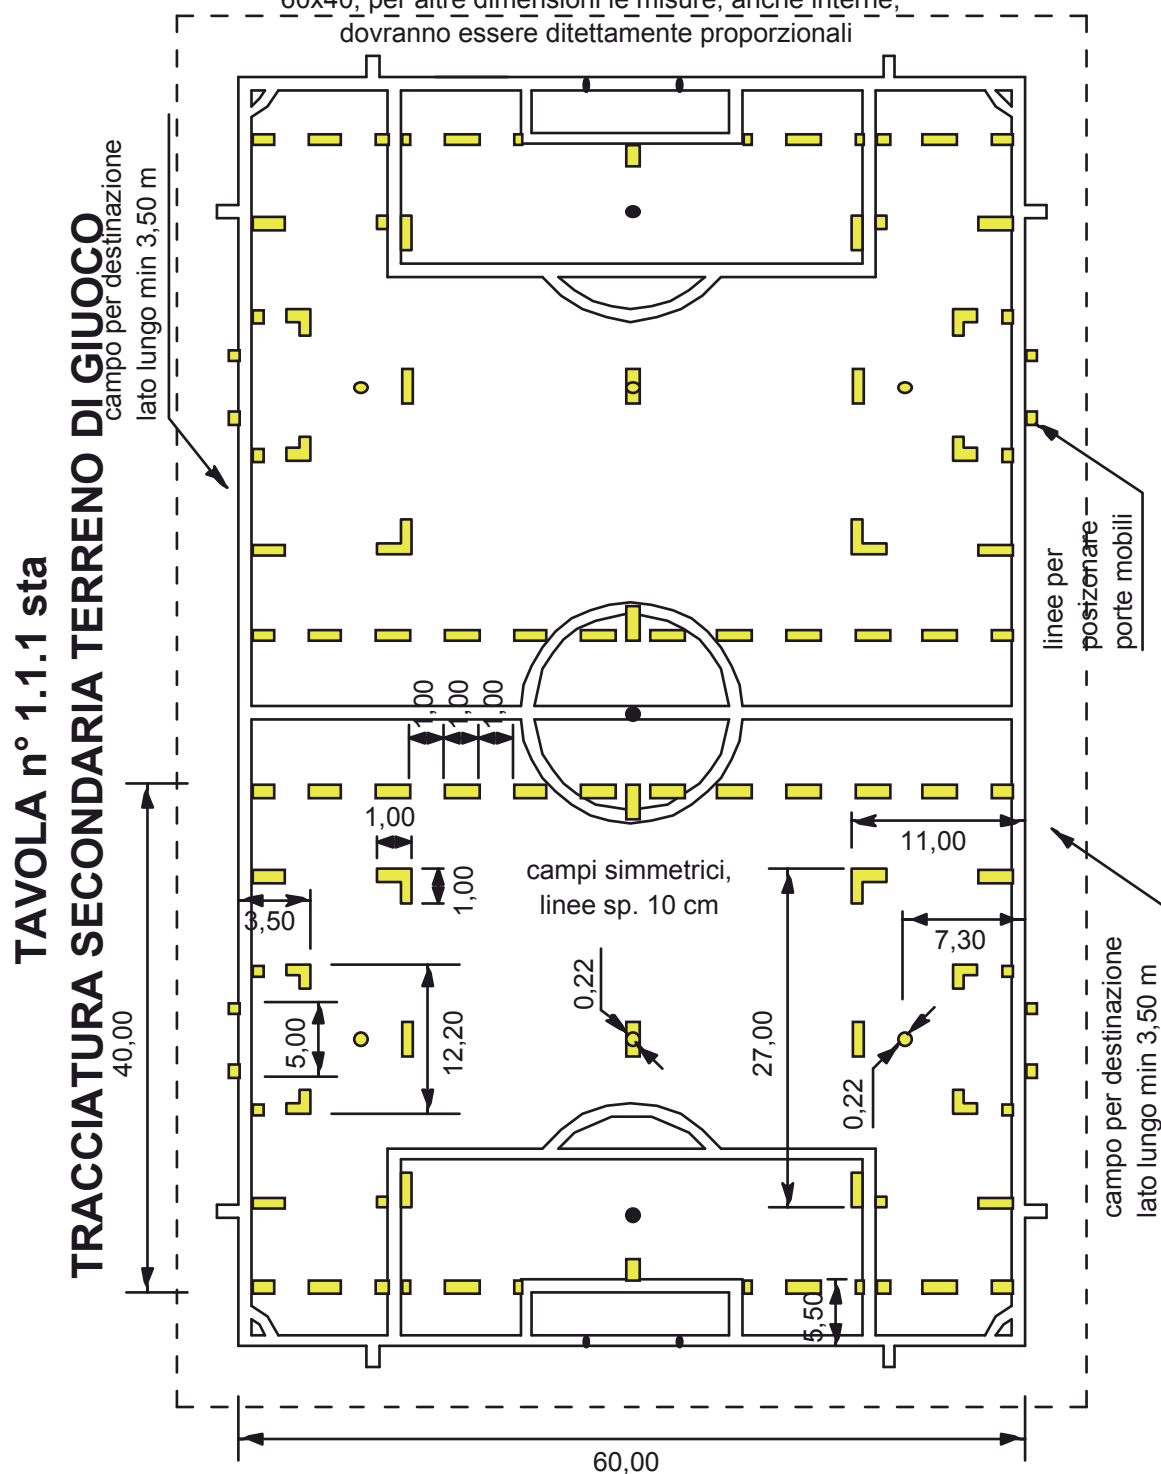 60x40, per altre dimensioni le misure, anche interne,
dovranno essere ditettamente proporzionali
TAVOLA n° 1.1.1 sta
TRACCIATURA SECONDARIA TERRENO DI GIUOCO
campo per destinazione
lato lungo min 3,50 m
linee per
posizonare
porte mobili
1,00
1,00
1,00
1,00
1,00
11,00
campi simmetrici,
linee sp. 10 cm
3,50
7,30
0,22
40,00
5,00
12,20
27,00
0,22
campo per destinazione
lato lungo min 3,50 m
5,50
60,00